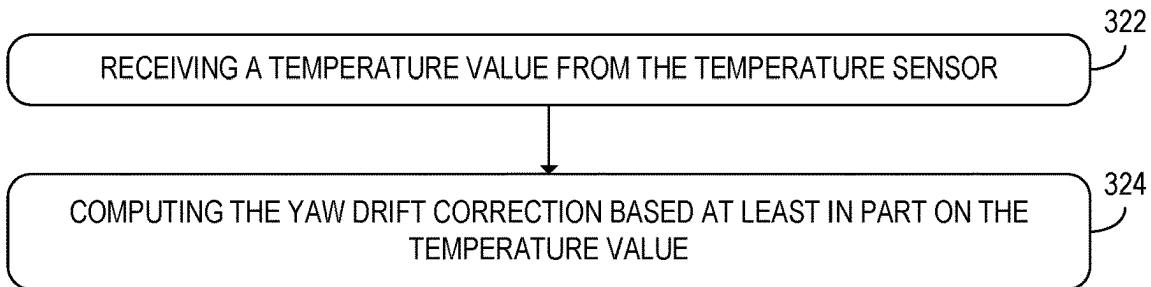 322
RECEIVING A TEMPERATURE VALUE FROM THE TEMPERATURE SENSOR
324
COMPUTING THE YAW DRIFT CORRECTION BASED AT LEAST IN PART ON THE
TEMPERATURE VALUE